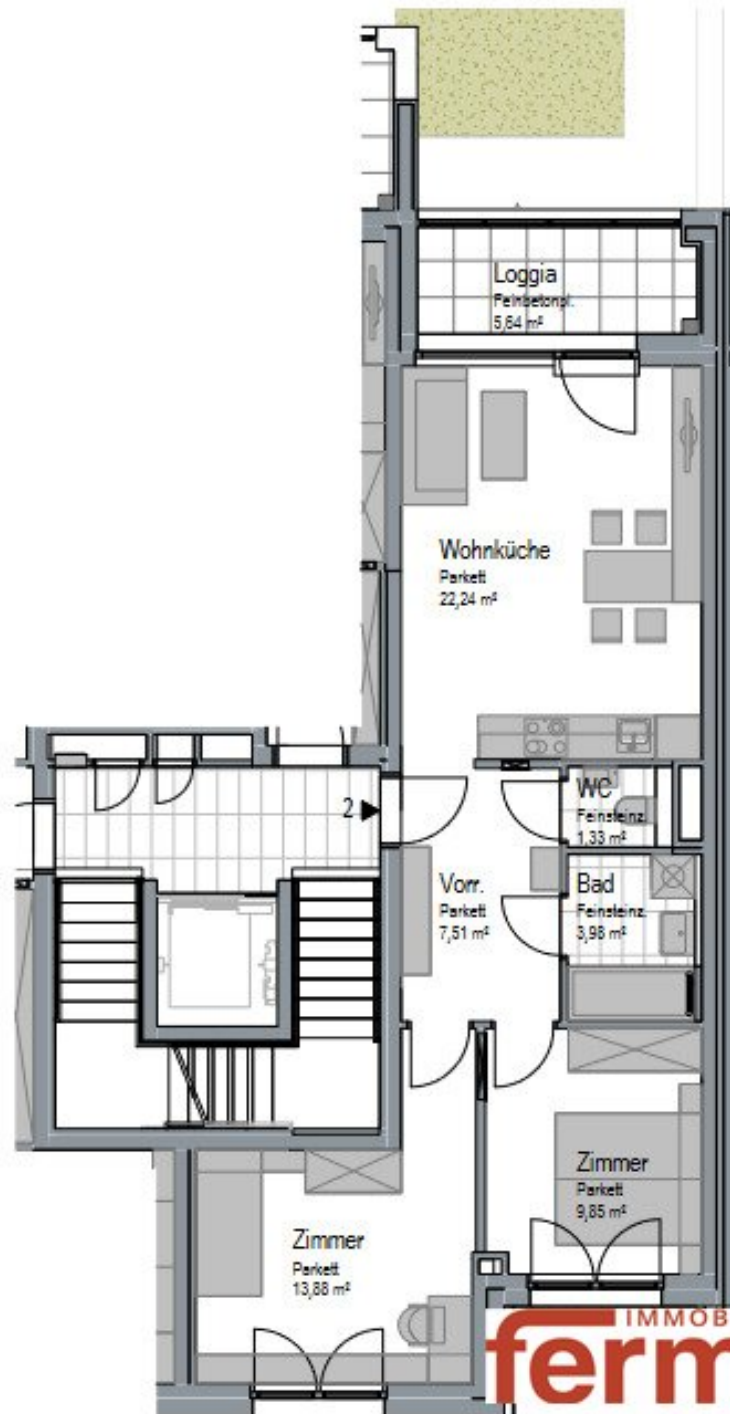 Loggia
Feinbetonpl.
5,64 m²
Wohnküche
Parkett
22,24 m²
2
WC
Feinsteinz.
1,33 m²
Vorr.
Parkett
7,51 m²
Bad
Feinsteinz.
3,98 m²
Zimmer
Parkett
9,85 m²
Zimmer
Parkett
13,88 m²
IMMOB
ferm